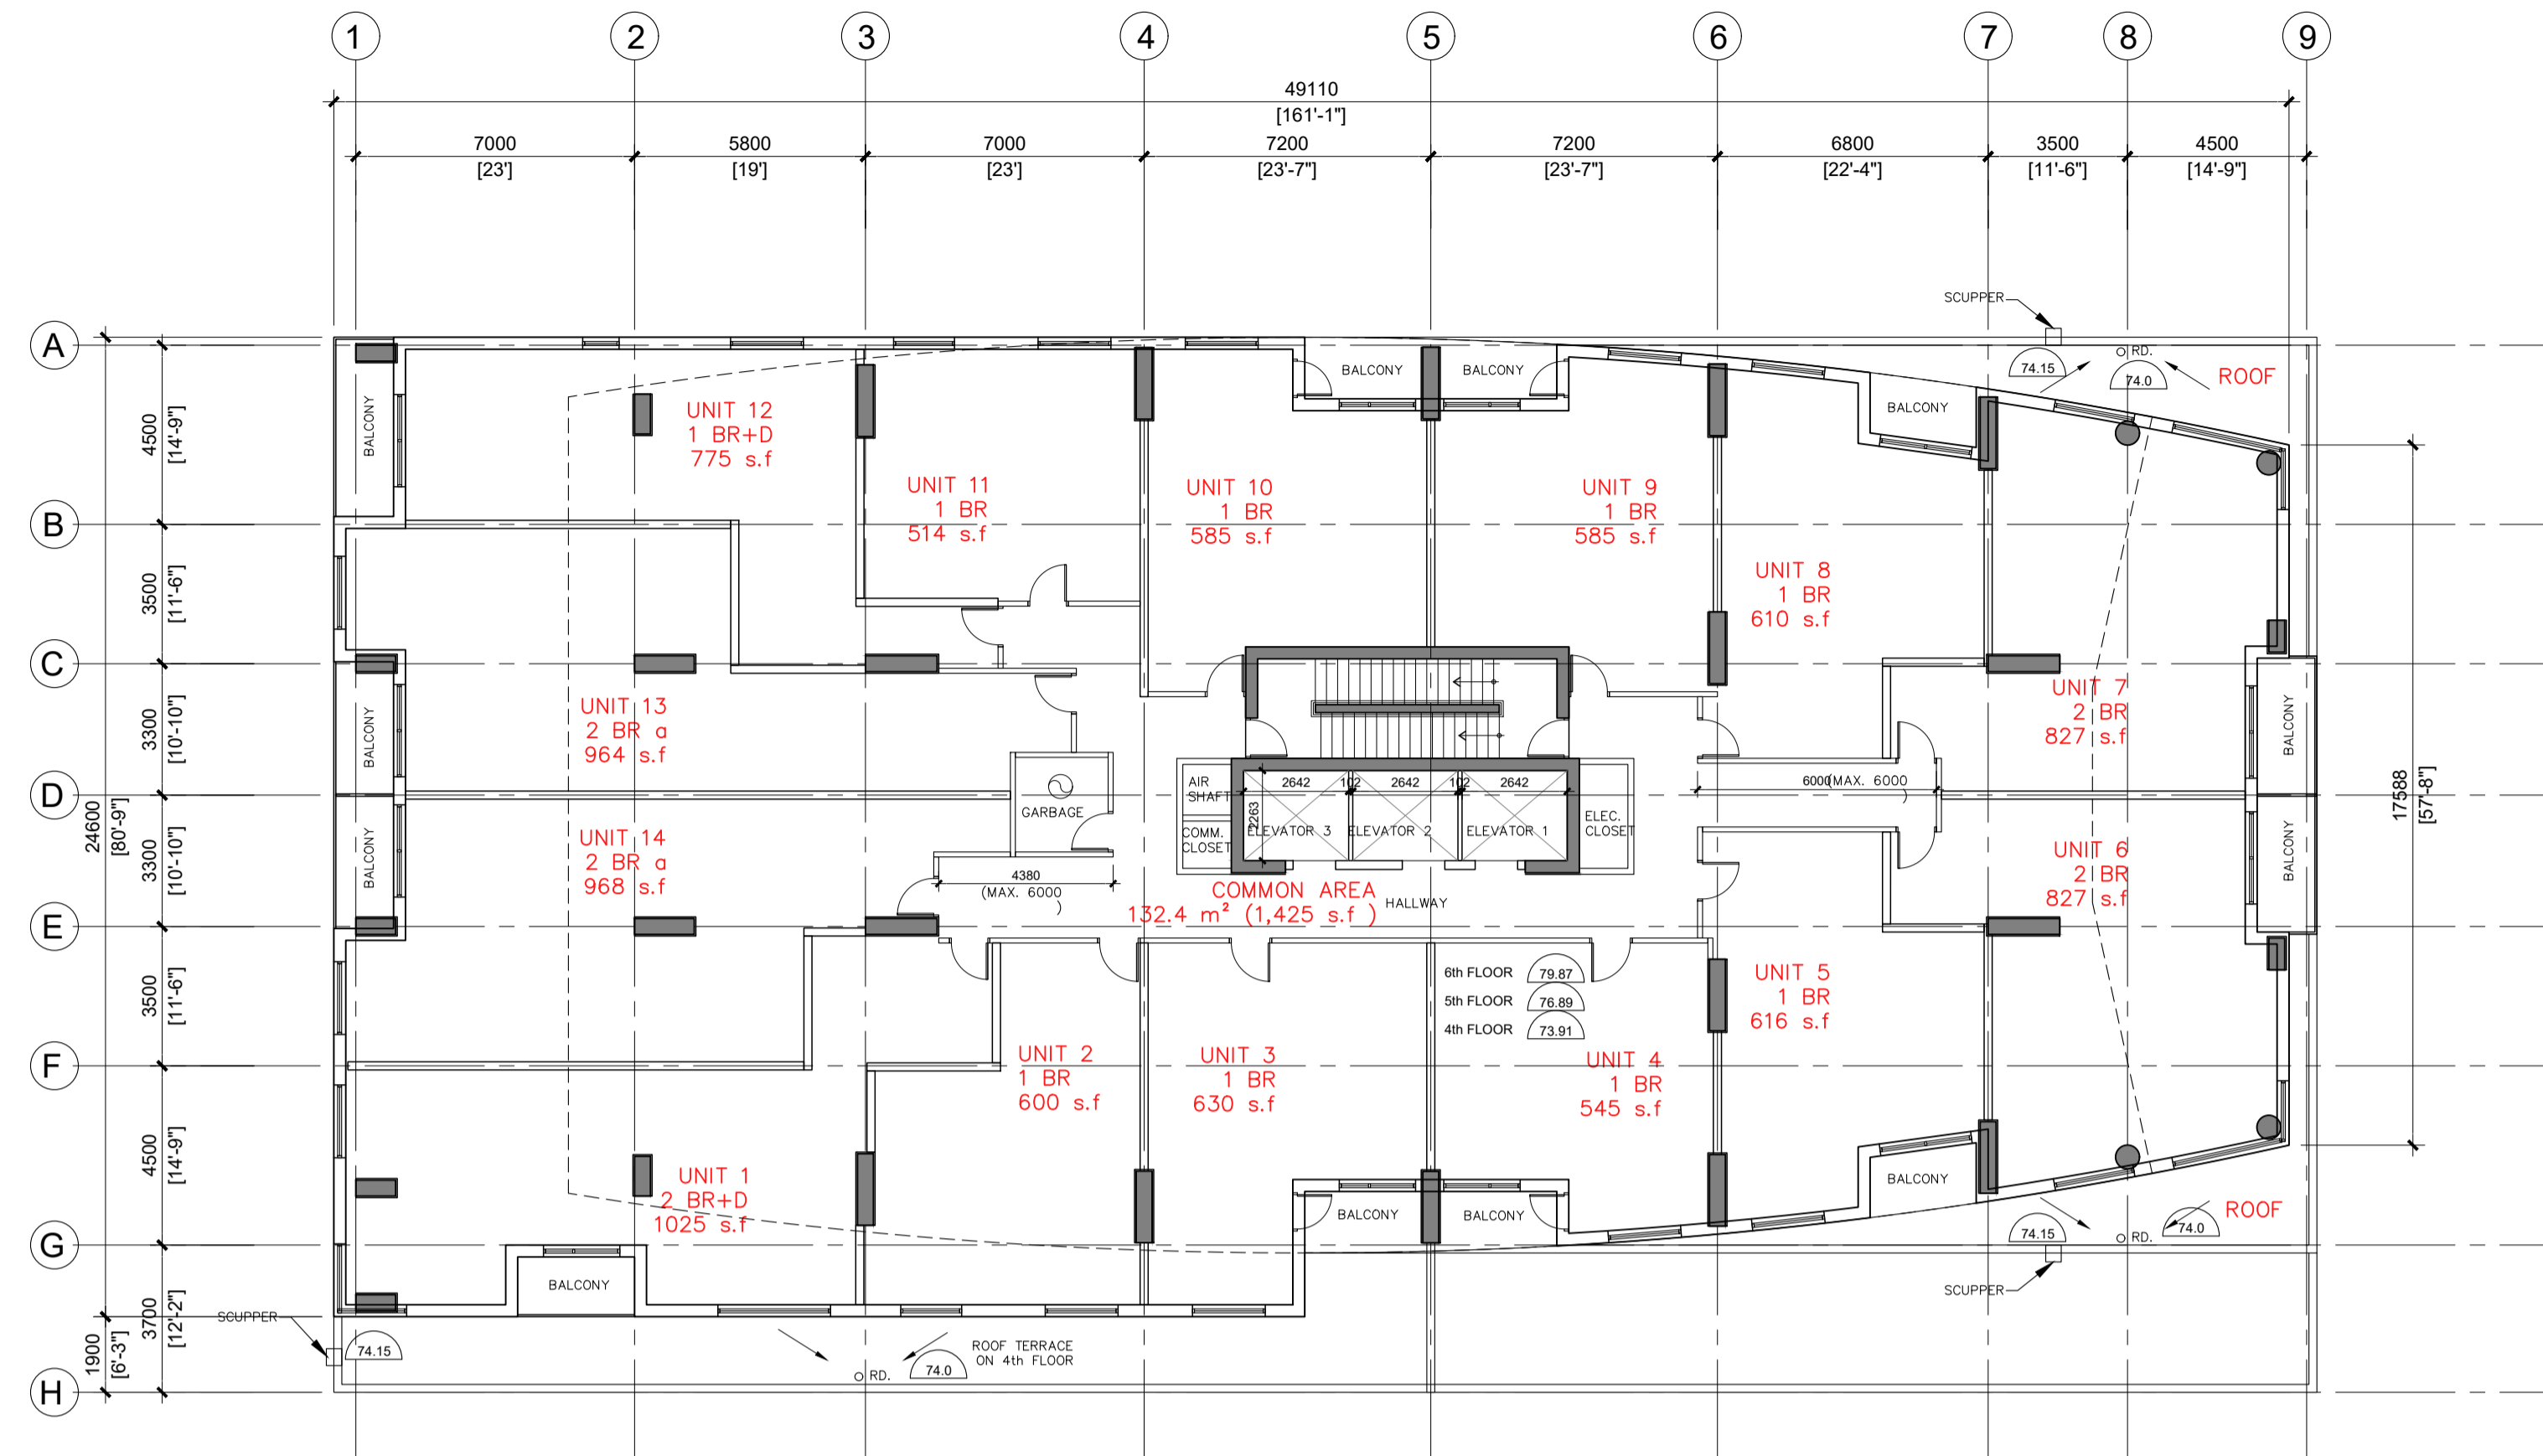 1 2 3 4 5 6 7 8 9
49110
[161'-1"]
7000 5800 7000 7200 7200 6800 3500 4500
[23'] [19'] [23'] [23'-7"] [23'-7"] [22'-4"] [11'-6"] [14'-9"]
A
B
C
D
E
F
G
H
4500
[14'-9"]
3500
[11'-6"]
3300
[10'-10"]
3300
[10'-10"]
3500
[11'-6"]
4500
[14'-9"]
3700
[12'-2"]
24600
[80'-9"]
1900
[6'-3"]
17588
[57'-8"]
SCUPPER
74.15
RD.
74.0
ROOF
BALCONY
UNIT 12
1 BR+D
775 s.f
UNIT 11
1 BR
514 s.f
UNIT 10
1 BR
585 s.f
BALCONY
BALCONY
UNIT 9
1 BR
585 s.f
BALCONY
UNIT 8
1 BR
610 s.f
UNIT 7
2 BR
827 s.f
BALCONY
UNIT 13
2 BR a
964 s.f
BALCONY
UNIT 14
2 BR a
968 s.f
BALCONY
GARBAGE
4380
(MAX. 6000
)
AIR
SHAFT
COMM.
CLOSET
2642 102 2642 102 2642
2263
ELEVATOR 3
ELEVATOR 2
ELEVATOR 1
ELEC.
CLOSET
6000(MAX. 6000
)
COMMON AREA
132.4 m² (1,425 s.f )
HALLWAY
UNIT 6
2 BR
827 s.f
BALCONY
6th FLOOR 79.87
5th FLOOR 76.89
4th FLOOR 73.91
UNIT 5
1 BR
616 s.f
UNIT 4
1 BR
545 s.f
UNIT 3
1 BR
630 s.f
UNIT 2
1 BR
600 s.f
UNIT 1
2 BR+D
1025 s.f
BALCONY
BALCONY
BALCONY
BALCONY
74.15
RD.
74.0
ROOF
SCUPPER
SCUPPER
74.15
RD.
74.0
ROOF TERRACE
ON 4th FLOOR